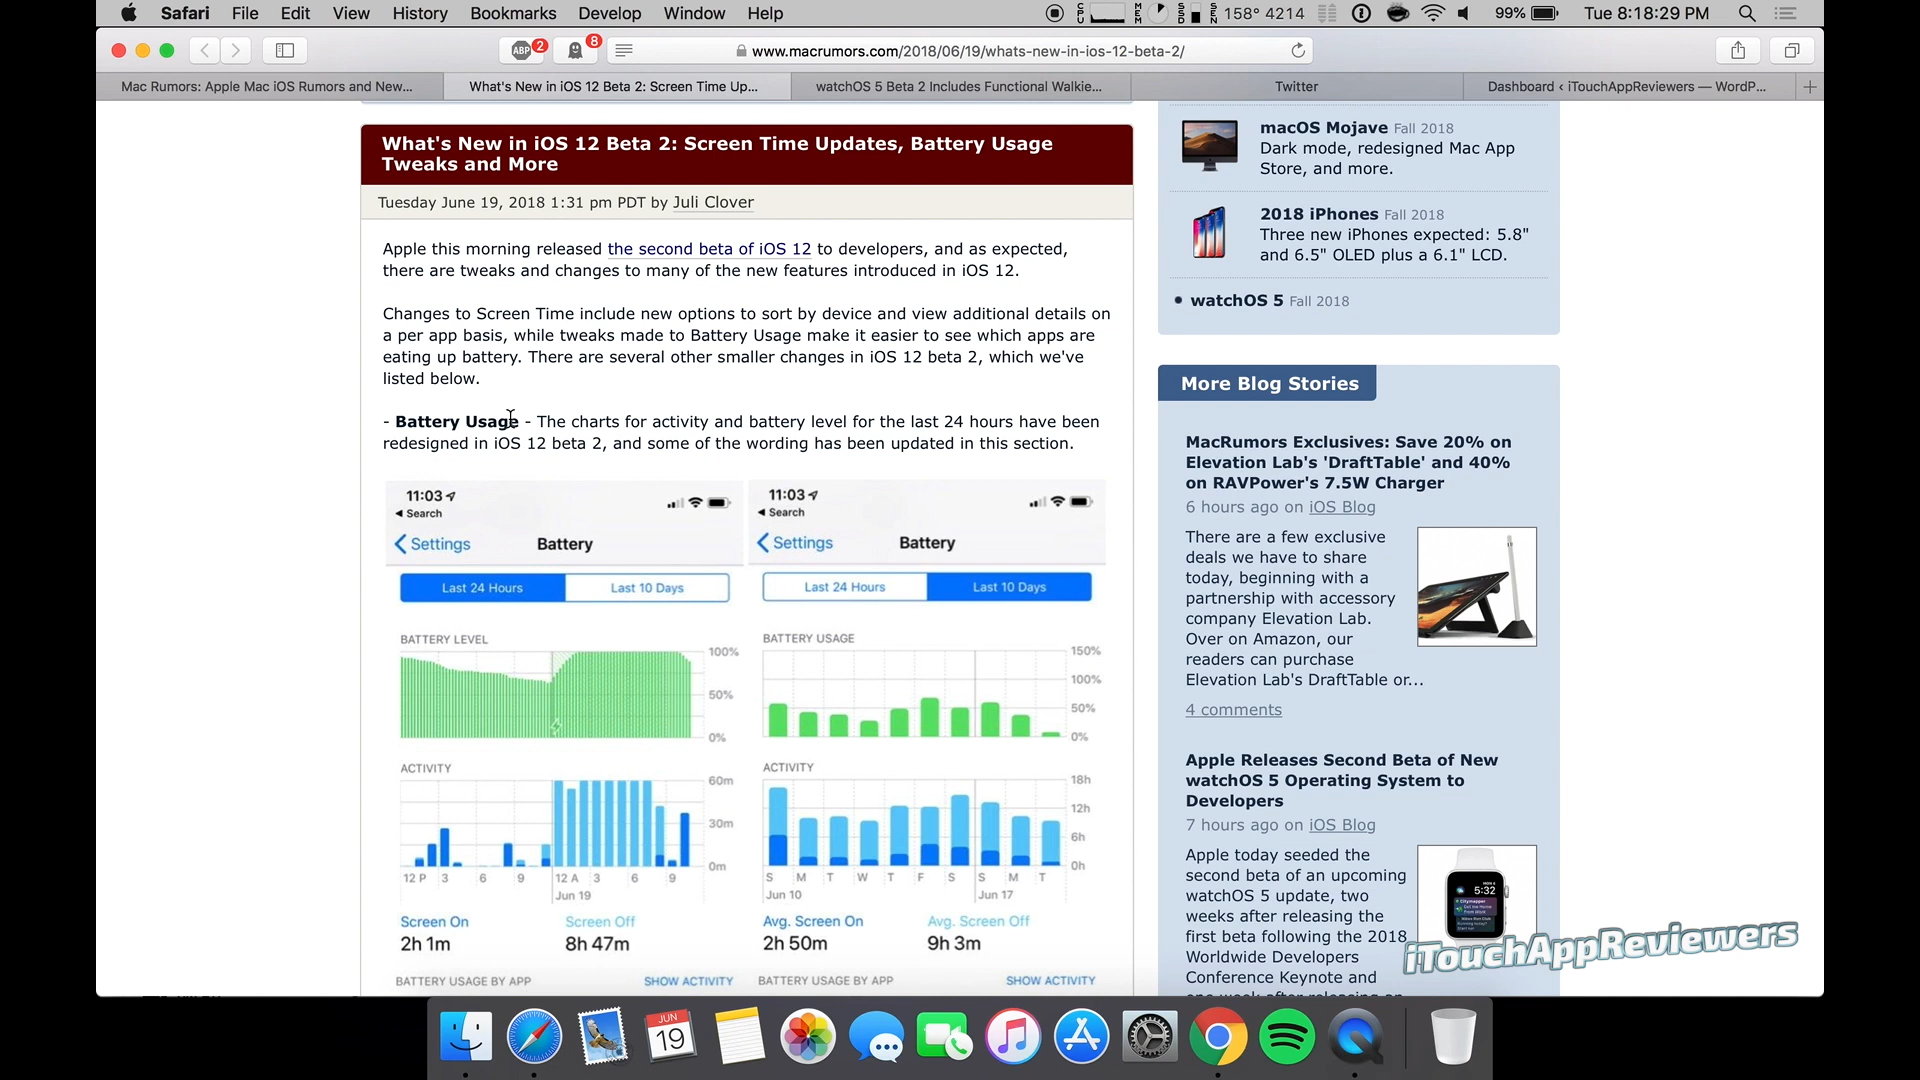 Safari File Edit View History Bookmarks Develop Window Help
CPU MEM SSD SEN 158° 4214 99% Tue 8:18:29 PM
ABP 2 8 www.macrumors.com/2018/06/19/whats-new-in-ios-12-beta-2/
Mac Rumors: Apple Mac iOS Rumors and New... What's New in iOS 12 Beta 2: Screen Time Up... watchOS 5 Beta 2 Includes Functional Walkie... Twitter Dashboard ‹ iTouchAppReviewers — WordP... +
What's New in iOS 12 Beta 2: Screen Time Updates, Battery Usage
Tweaks and More
Tuesday June 19, 2018 1:31 pm PDT by Juli Clover
Apple this morning released the second beta of iOS 12 to developers, and as expected,
there are tweaks and changes to many of the new features introduced in iOS 12.
Changes to Screen Time include new options to sort by device and view additional details on
a per app basis, while tweaks made to Battery Usage make it easier to see which apps are
eating up battery. There are several other smaller changes in iOS 12 beta 2, which we've
listed below.
- Battery Usage - The charts for activity and battery level for the last 24 hours have been
redesigned in iOS 12 beta 2, and some of the wording has been updated in this section.
11:03
Search
Settings Battery
Last 24 Hours Last 10 Days
BATTERY LEVEL
100%
50%
0%
ACTIVITY
60m
30m
0m
12 P 3 6 9 12 A 3 6 9
Jun 19
Screen On Screen Off
2h 1m 8h 47m
BATTERY USAGE BY APP SHOW ACTIVITY
11:03
Search
Settings Battery
Last 24 Hours Last 10 Days
BATTERY USAGE
150%
100%
50%
0%
ACTIVITY
18h
12h
6h
0h
S M T W T F S S M T
Jun 10 Jun 17
Avg. Screen On Avg. Screen Off
2h 50m 9h 3m
BATTERY USAGE BY APP SHOW ACTIVITY
macOS Mojave Fall 2018
Dark mode, redesigned Mac App
Store, and more.
2018 iPhones Fall 2018
Three new iPhones expected: 5.8"
and 6.5" OLED plus a 6.1" LCD.
• watchOS 5 Fall 2018
More Blog Stories
MacRumors Exclusives: Save 20% on
Elevation Lab's 'DraftTable' and 40%
on RAVPower's 7.5W Charger
6 hours ago on iOS Blog
There are a few exclusive
deals we have to share
today, beginning with a
partnership with accessory
company Elevation Lab.
Over on Amazon, our
readers can purchase
Elevation Lab's DraftTable or...
4 comments
Apple Releases Second Beta of New
watchOS 5 Operating System to
Developers
7 hours ago on iOS Blog
Apple today seeded the
second beta of an upcoming
watchOS 5 update, two
weeks after releasing the
first beta following the 2018
Worldwide Developers
Conference Keynote and
5:32
iTouchAppReviewers
JUN
19